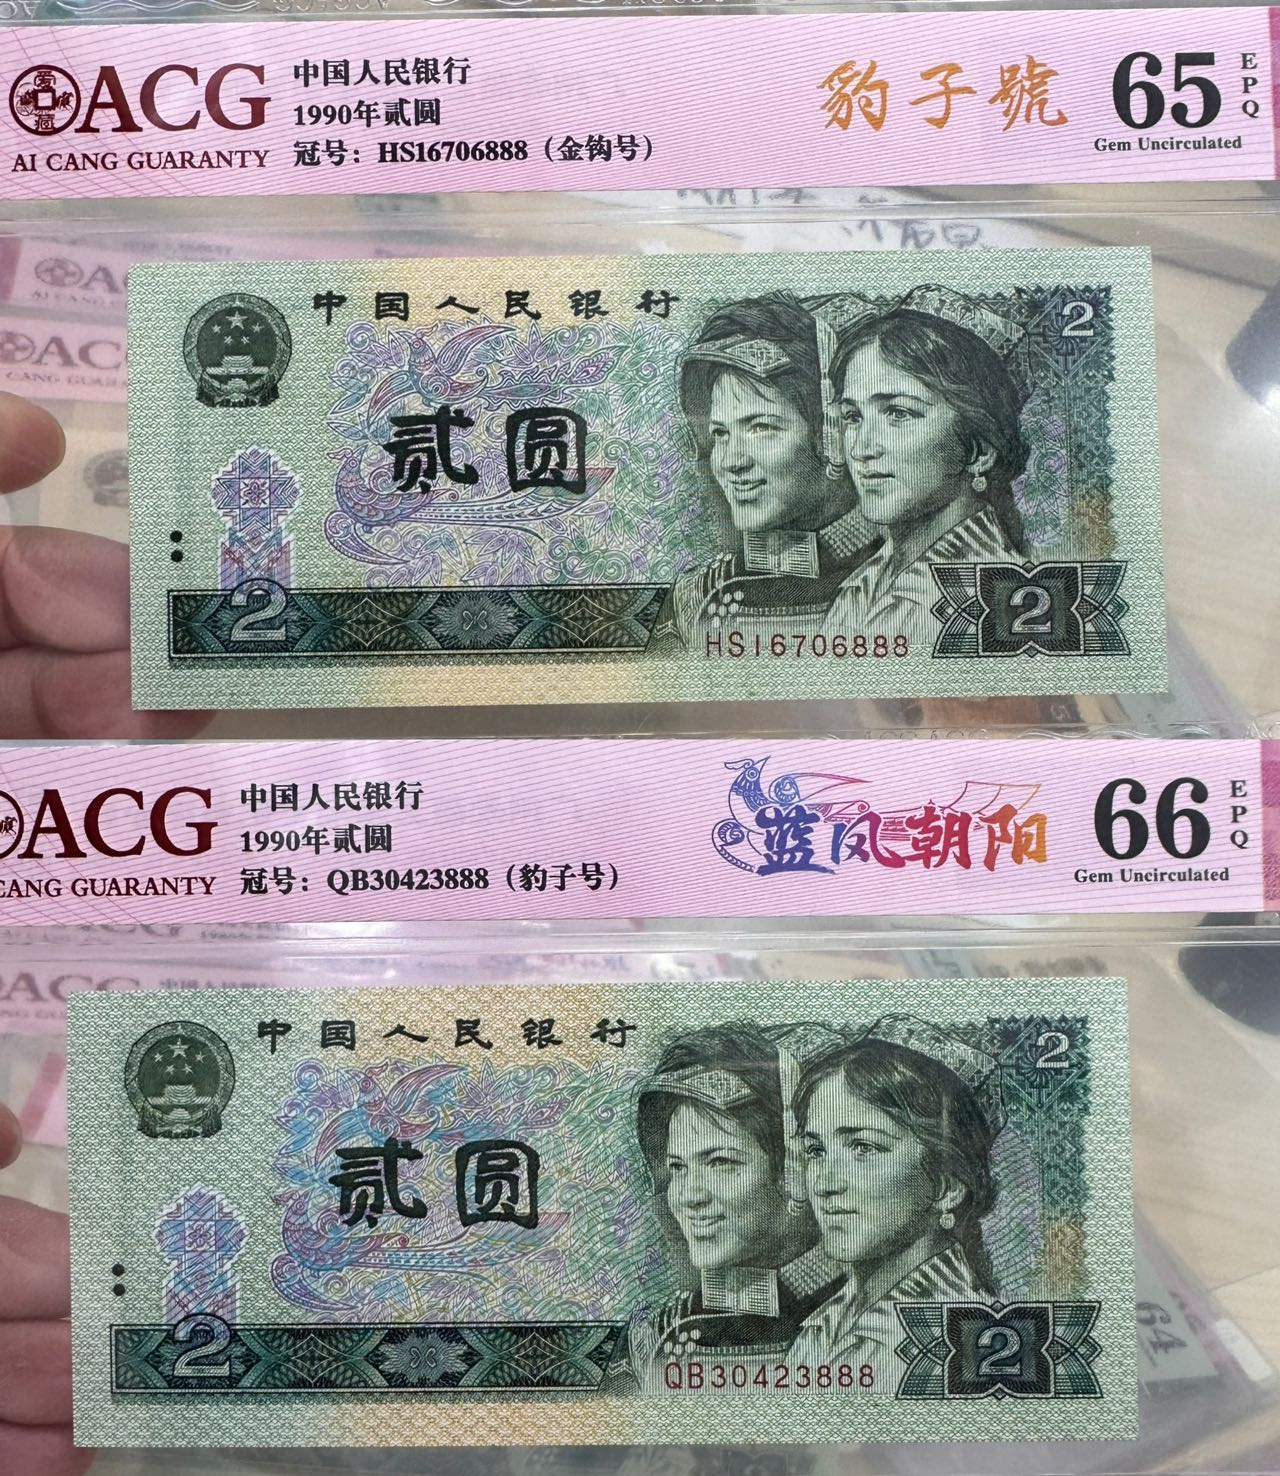 ACG
AI CANG GUARANTY
中国人民银行
1990年贰圆
冠号：HS16706888（金钩号）
豹子號
65
EPQ
Gem Uncirculated
中国人民银行
2
贰圆
2
2
HS16706888
ACG
CANG GUARANTY
中国人民银行
1990年贰圆
冠号：QB30423888（豹子号）
蓝凤朝阳
66
EPQ
Gem Uncirculated
中国人民银行
2
贰圆
2
2
QB30423888